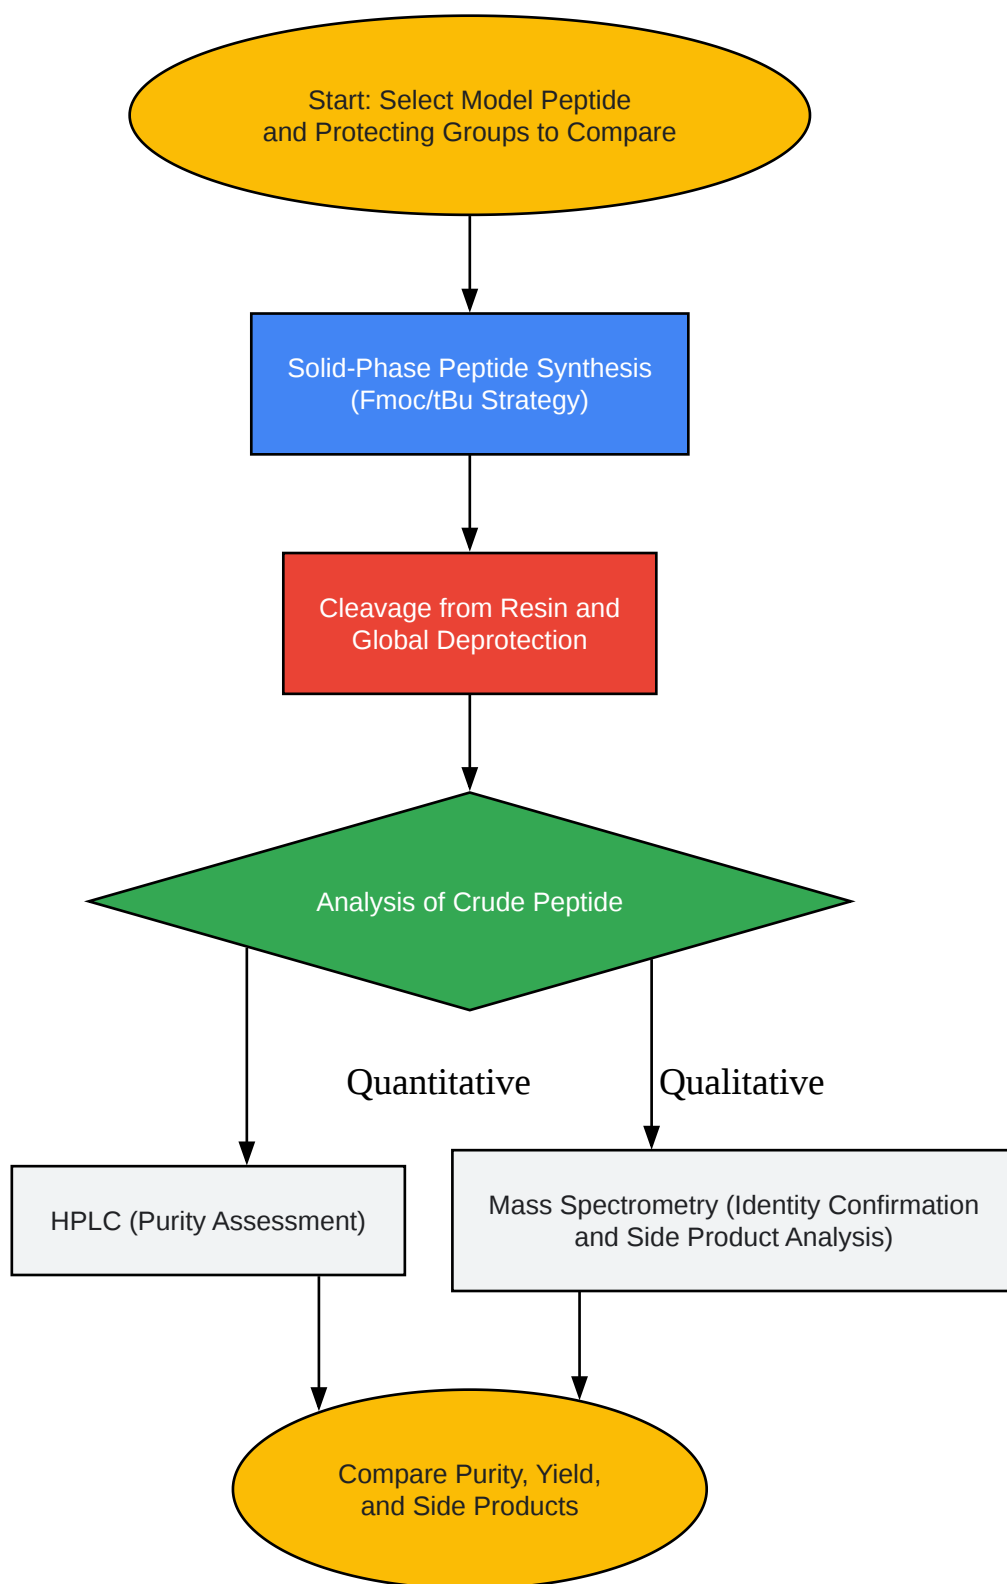 Start: Select Model Peptide
and Protecting Groups to Compare
Solid-Phase Peptide Synthesis
(Fmoc/tBu Strategy)
Cleavage from Resin and
Global Deprotection
Analysis of Crude Peptide
Quantitative
Qualitative
HPLC (Purity Assessment)
Mass Spectrometry (Identity Confirmation
and Side Product Analysis)
Compare Purity, Yield,
and Side Products